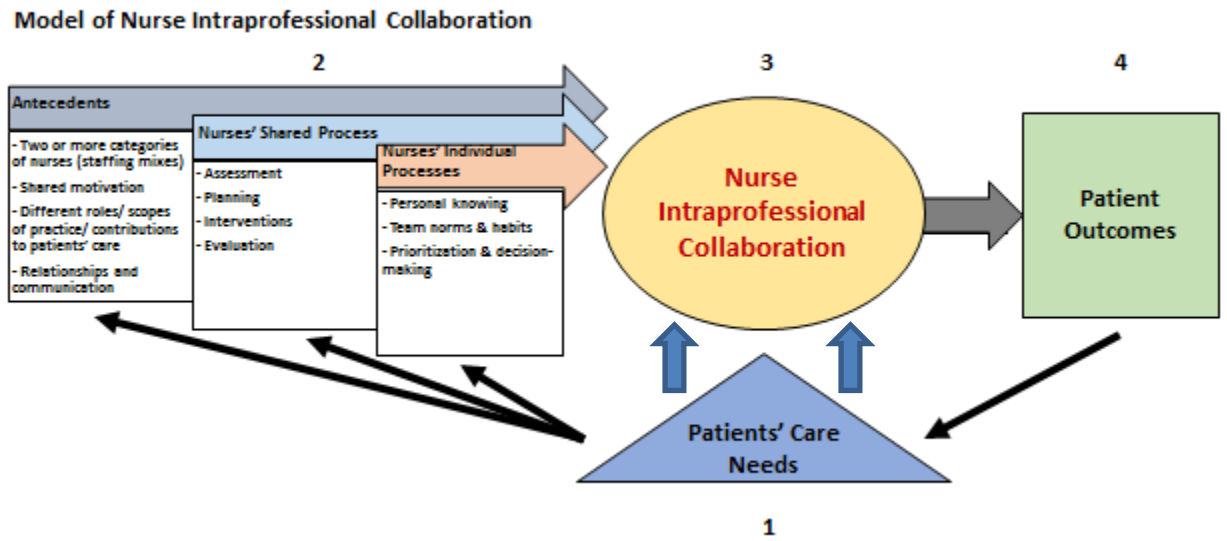 Model of Nurse Intraprofessional Collaboration
2
3
4
Antecedents
- Two or more categories
of nurses (staffing mixes)
- Shared motivation
- Different roles/ scopes
of practice/ contributions
to patients' care
- Relationships and
communication
Nurses' Shared Process
- Assessment
- Planning
- Interventions
- Evaluation
Nurses' Individual
Processes
- Personal knowing
- Team norms & habits
- Prioritization & decision-
making
Nurse
Intraprofessional
Collaboration
Patient
Outcomes
Patients' Care
Needs
1